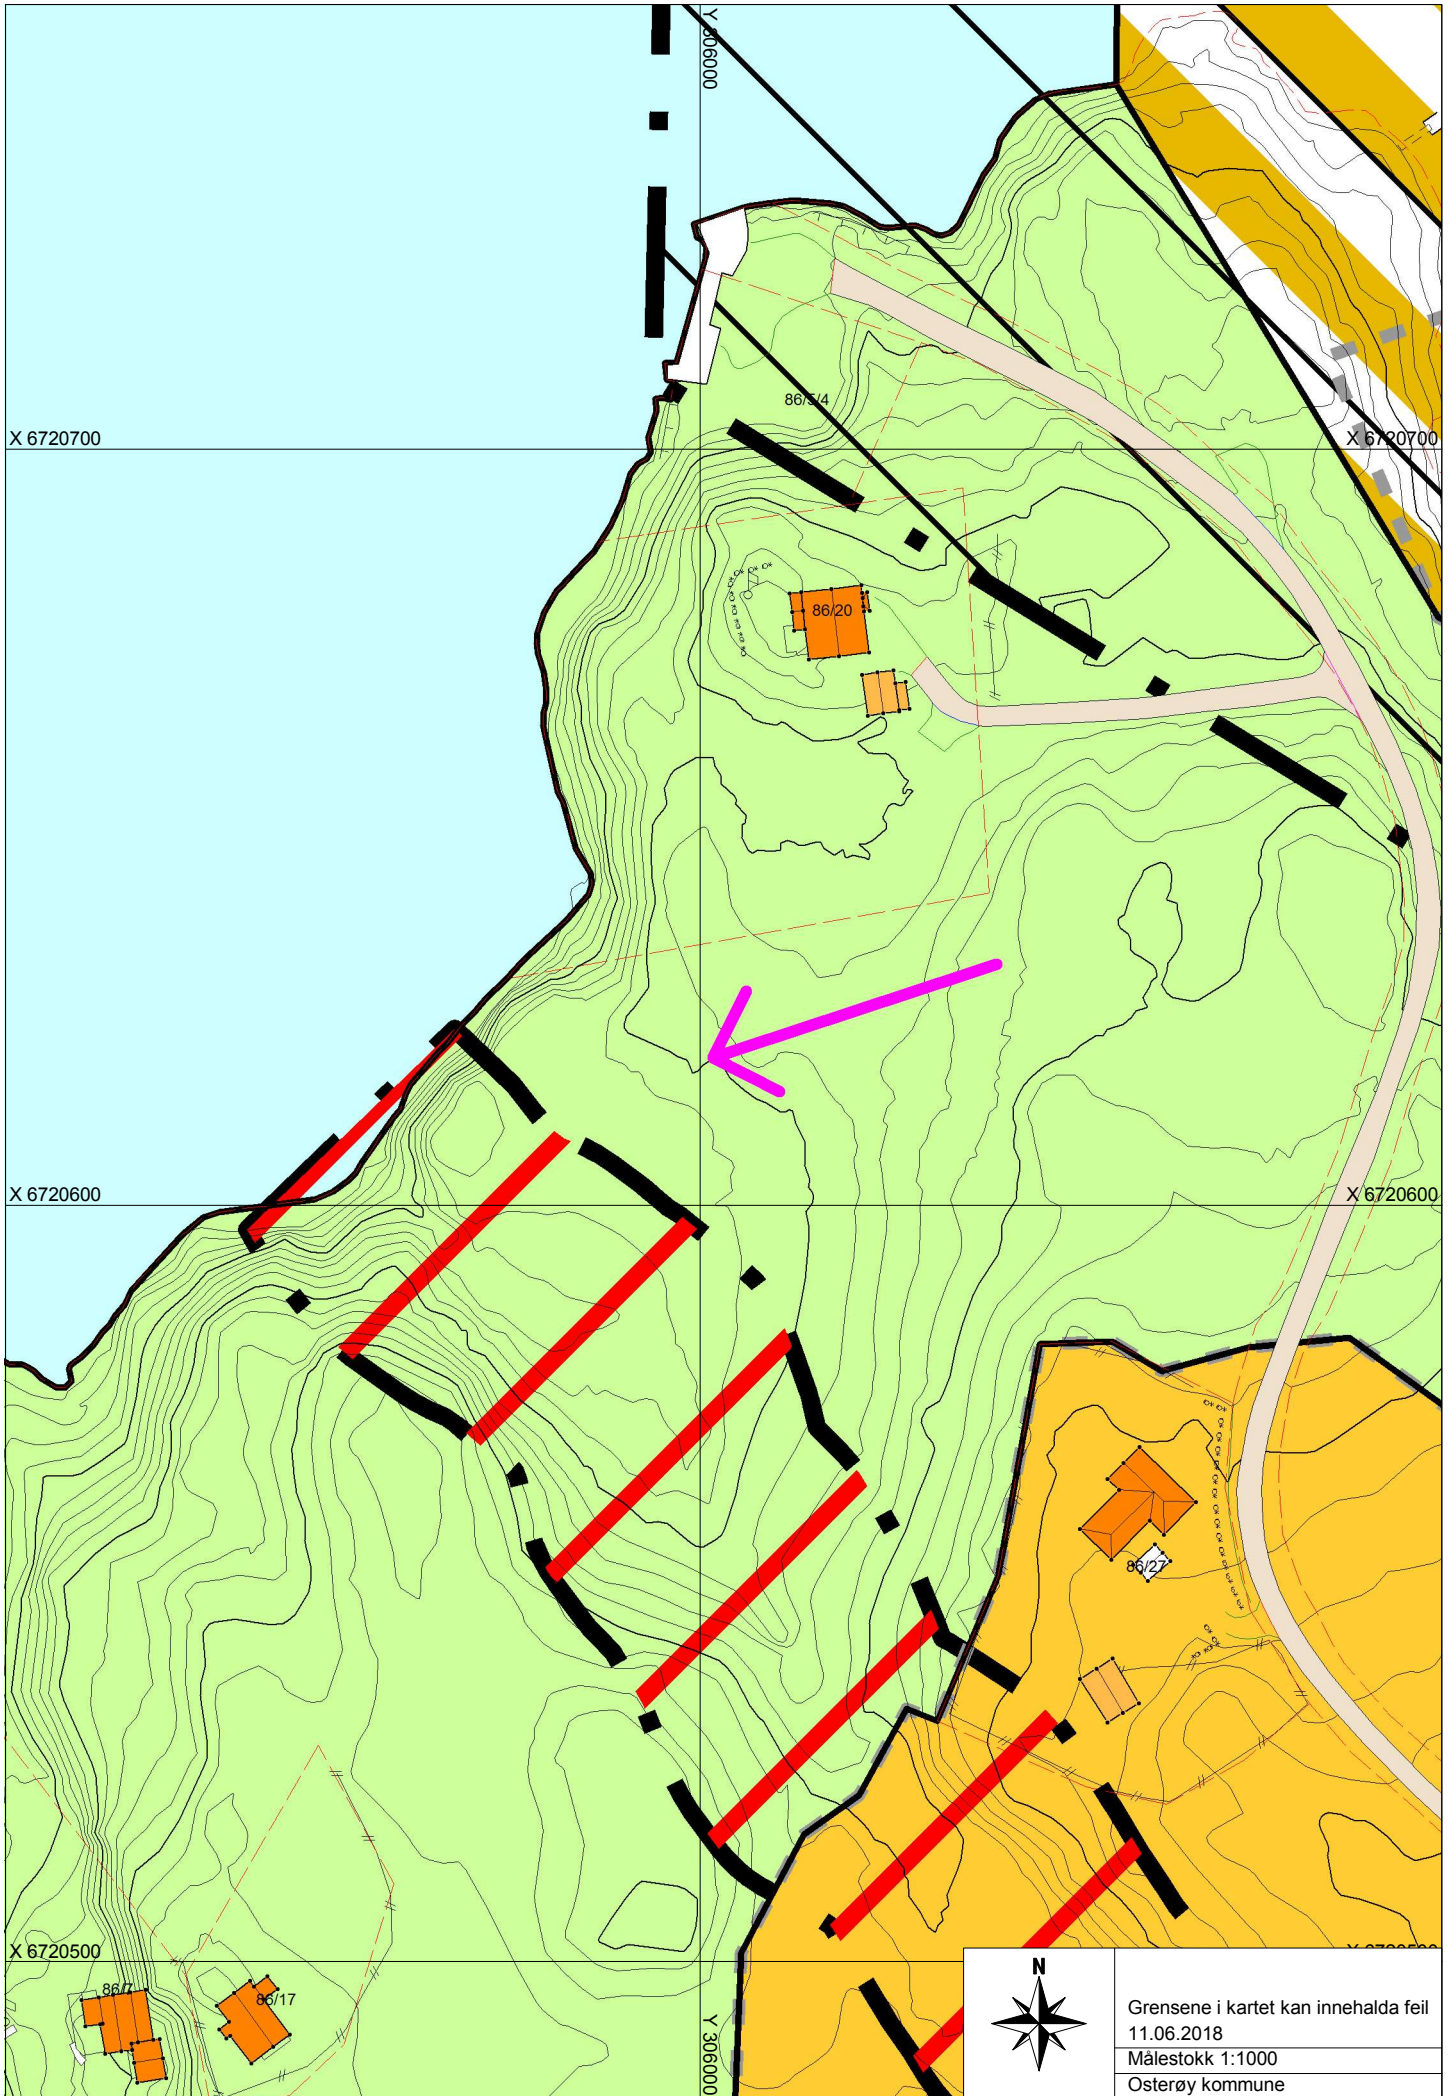 Y 306000
86/5/4
X 6720700
X 6720700
86/20
X 6720600
X 6720600
86/27
X 6720500
86/7
86/17
Y 306000
N
Grensene i kartet kan innehalda feil
11.06.2018
Målestokk 1:1000
Osterøy kommune